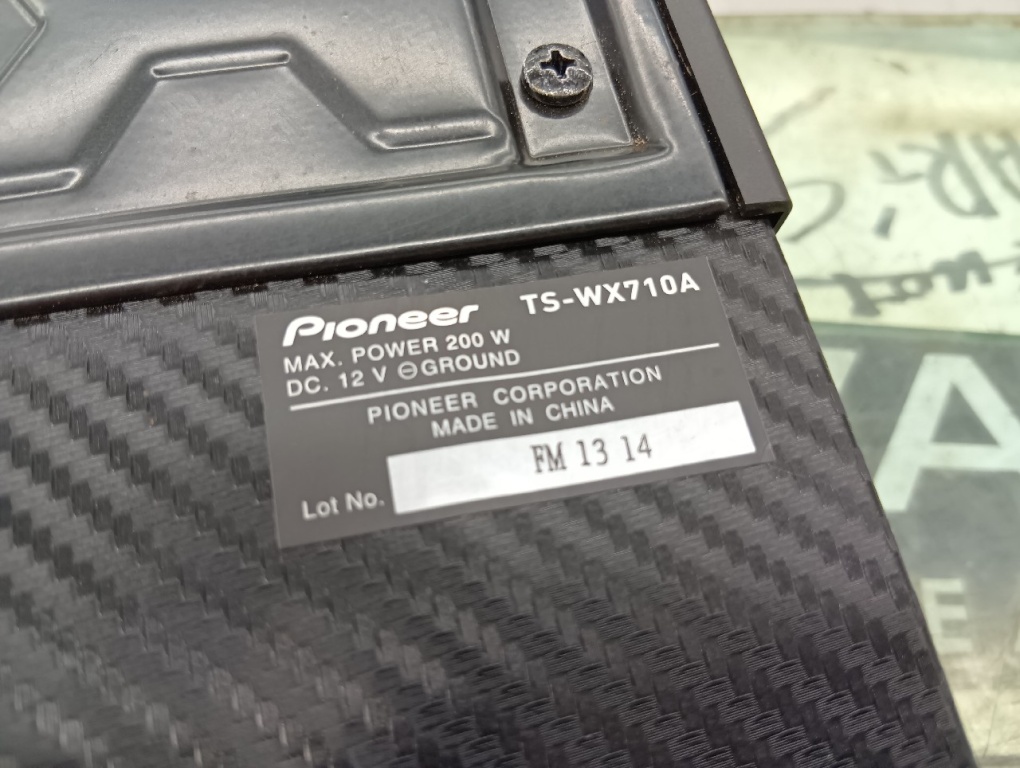 Pioneer TS-WX710A
MAX. POWER 200 W
DC. 12 V ⊖GROUND
PIONEER CORPORATION
MADE IN CHINA
Lot No. FM 13 14